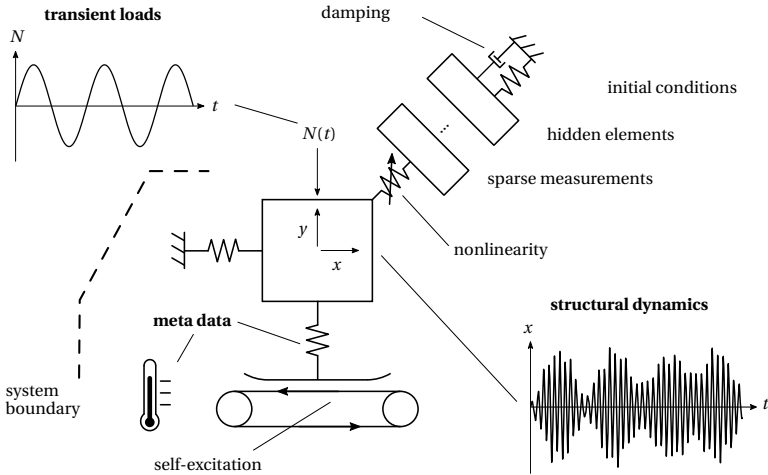 transient loads
N
t
damping
initial conditions
hidden elements
sparse measurements
...
N(t)
y
x
nonlinearity
meta data
structural dynamics
x
t
system
boundary
self-excitation